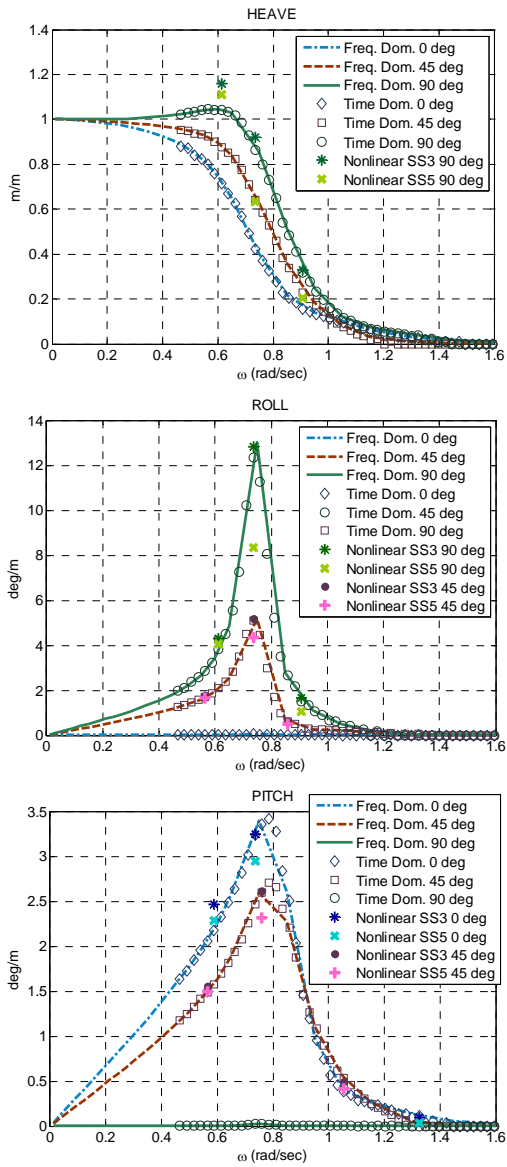 HEAVE
1.4
1.2
1
0.8
0.6
0.4
0.2
0
m/m
Freq. Dom. 0 deg
Freq. Dom. 45 deg
Freq. Dom. 90 deg
Time Dom. 0 deg
Time Dom. 45 deg
Time Dom. 90 deg
Nonlinear SS3 90 deg
Nonlinear SS5 90 deg
0 0.2 0.4 0.6 0.8 1 1.2 1.4 1.6
ω (rad/sec)
ROLL
14
12
10
8
6
4
2
0
deg/m
Freq. Dom. 0 deg
Freq. Dom. 45 deg
Freq. Dom. 90 deg
Time Dom. 0 deg
Time Dom. 45 deg
Time Dom. 90 deg
Nonlinear SS3 90 deg
Nonlinear SS5 90 deg
Nonlinear SS3 45 deg
Nonlinear SS5 45 deg
0 0.2 0.4 0.6 0.8 1 1.2 1.4 1.6
ω (rad/sec)
PITCH
3.5
3
2.5
2
1.5
1
0.5
0
deg/m
Freq. Dom. 0 deg
Freq. Dom. 45 deg
Freq. Dom. 90 deg
Time Dom. 0 deg
Time Dom. 45 deg
Time Dom. 90 deg
Nonlinear SS3 0 deg
Nonlinear SS5 0 deg
Nonlinear SS3 45 deg
Nonlinear SS5 45 deg
0 0.2 0.4 0.6 0.8 1 1.2 1.4 1.6
ω (rad/sec)